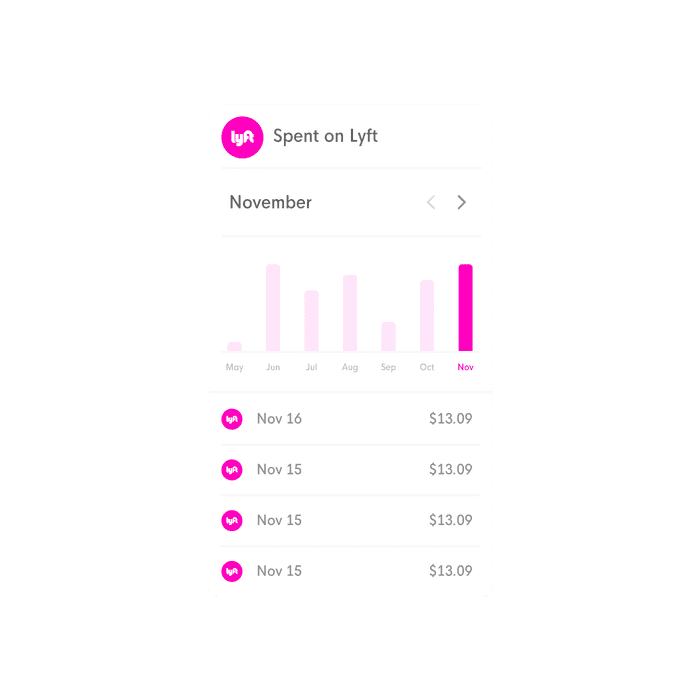 lyft Spent on Lyft
November
May Jun Jul Aug Sep Oct Nov
lyft Nov 16 $13.09
lyft Nov 15 $13.09
lyft Nov 15 $13.09
lyft Nov 15 $13.09